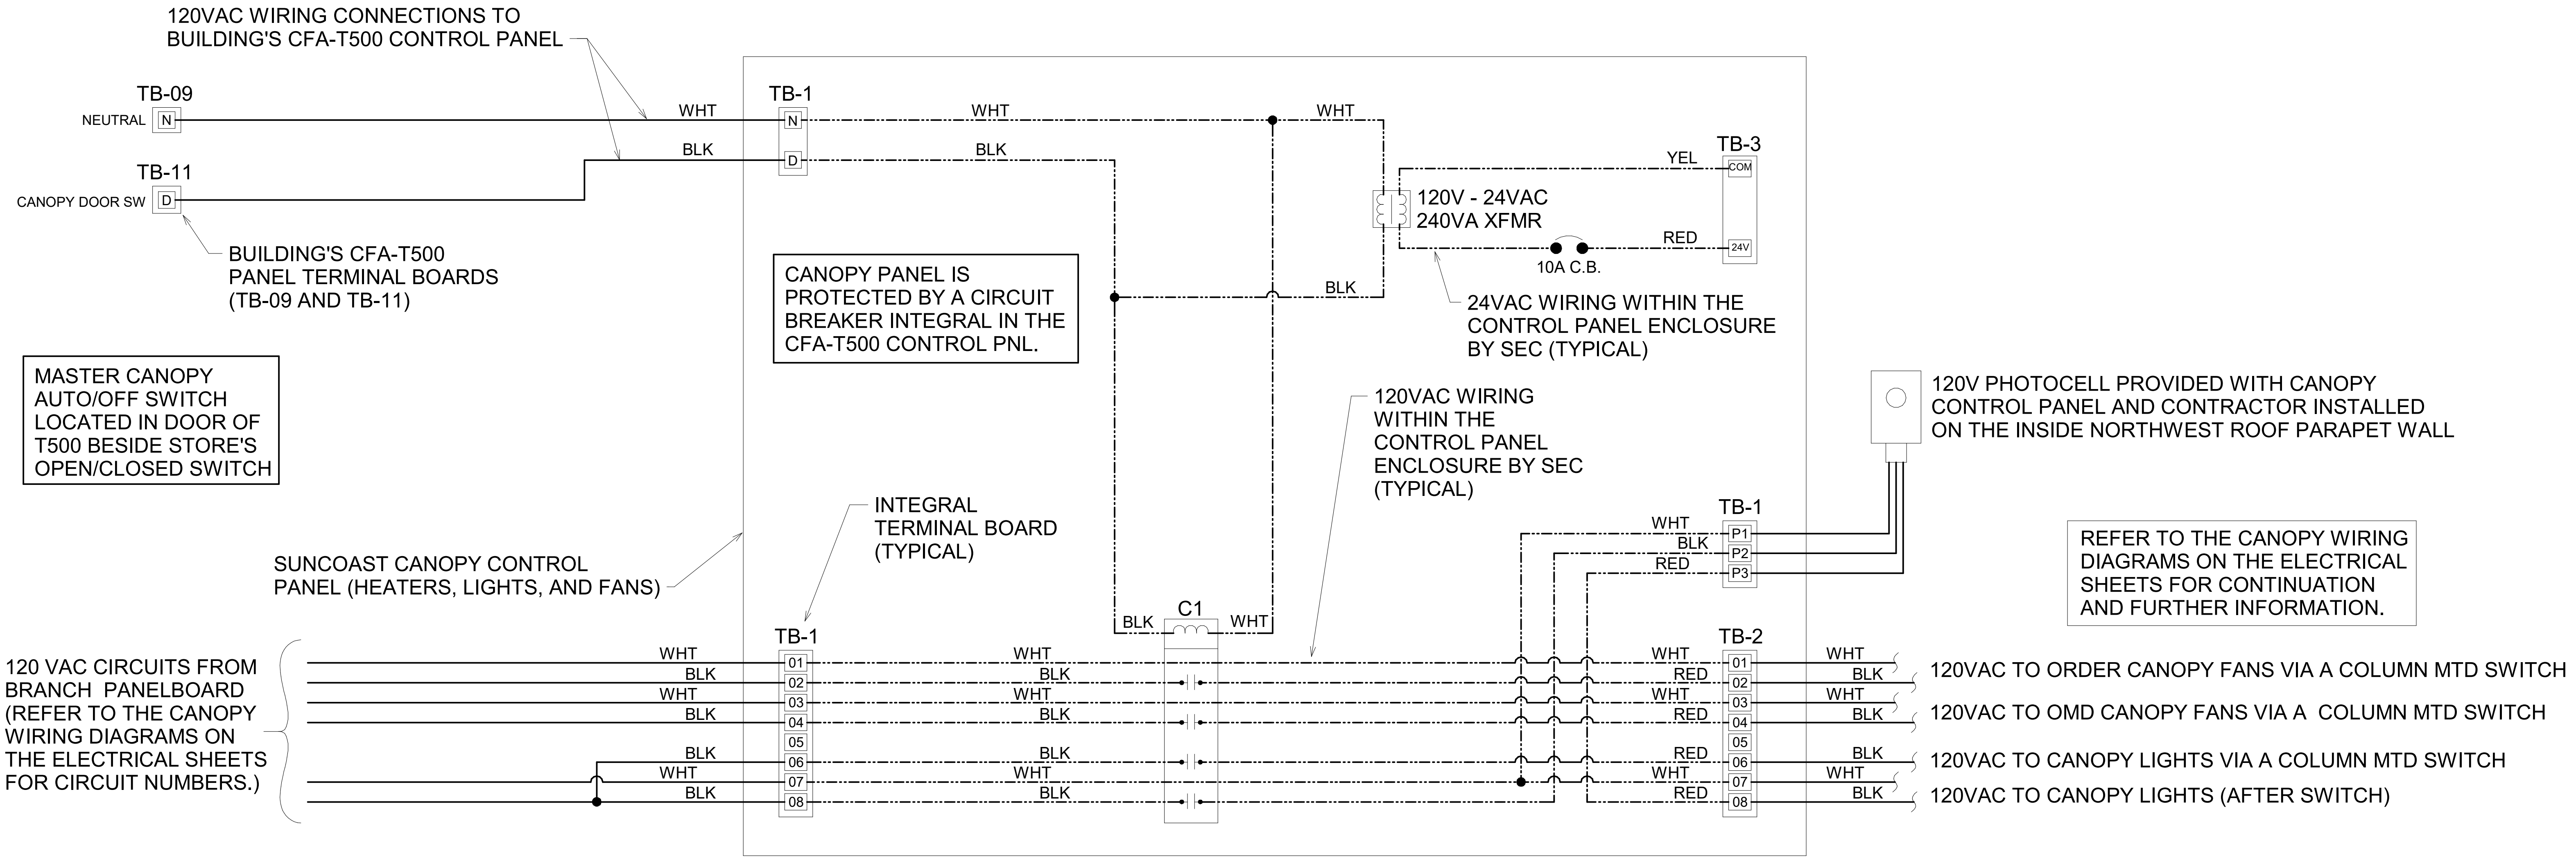 120VAC WIRING CONNECTIONS TO
BUILDING'S CFA-T500 CONTROL PANEL
TB-09
NEUTRAL
N
WHT
TB-11
CANOPY DOOR SW
D
BLK
BUILDING'S CFA-T500
PANEL TERMINAL BOARDS
(TB-09 AND TB-11)
MASTER CANOPY
AUTO/OFF SWITCH
LOCATED IN DOOR OF
T500 BESIDE STORE'S
OPEN/CLOSED SWITCH
TB-1
N
D
WHT
BLK
WHT
BLK
CANOPY PANEL IS
PROTECTED BY A CIRCUIT
BREAKER INTEGRAL IN THE
CFA-T500 CONTROL PNL.
120V - 24VAC
240VA XFMR
YEL
RED
10A C.B.
TB-3
COM
24V
24VAC WIRING WITHIN THE
CONTROL PANEL ENCLOSURE
BY SEC (TYPICAL)
120VAC WIRING
WITHIN THE
CONTROL PANEL
ENCLOSURE BY SEC
(TYPICAL)
120V PHOTOCELL PROVIDED WITH CANOPY
CONTROL PANEL AND CONTRACTOR INSTALLED
ON THE INSIDE NORTHWEST ROOF PARAPET WALL
INTEGRAL
TERMINAL BOARD
(TYPICAL)
SUNCOAST CANOPY CONTROL
PANEL (HEATERS, LIGHTS, AND FANS)
TB-1
WHT
P1
BLK
P2
RED
P3
REFER TO THE CANOPY WIRING
DIAGRAMS ON THE ELECTRICAL
SHEETS FOR CONTINUATION
AND FURTHER INFORMATION.
C1
BLK
WHT
120 VAC CIRCUITS FROM
BRANCH PANELBOARD
(REFER TO THE CANOPY
WIRING DIAGRAMS ON
THE ELECTRICAL SHEETS
FOR CIRCUIT NUMBERS.)
TB-1
TB-2
WHT 01 WHT WHT 01 WHT
BLK 02 BLK RED 02 BLK
WHT 03 WHT WHT 03 WHT
BLK 04 BLK RED 04 BLK
05 05
BLK 06 BLK RED 06 BLK
WHT 07 WHT WHT 07 WHT
BLK 08 BLK RED 08 BLK
120VAC TO ORDER CANOPY FANS VIA A COLUMN MTD SWITCH
120VAC TO OMD CANOPY FANS VIA A COLUMN MTD SWITCH
120VAC TO CANOPY LIGHTS VIA A COLUMN MTD SWITCH
120VAC TO CANOPY LIGHTS (AFTER SWITCH)